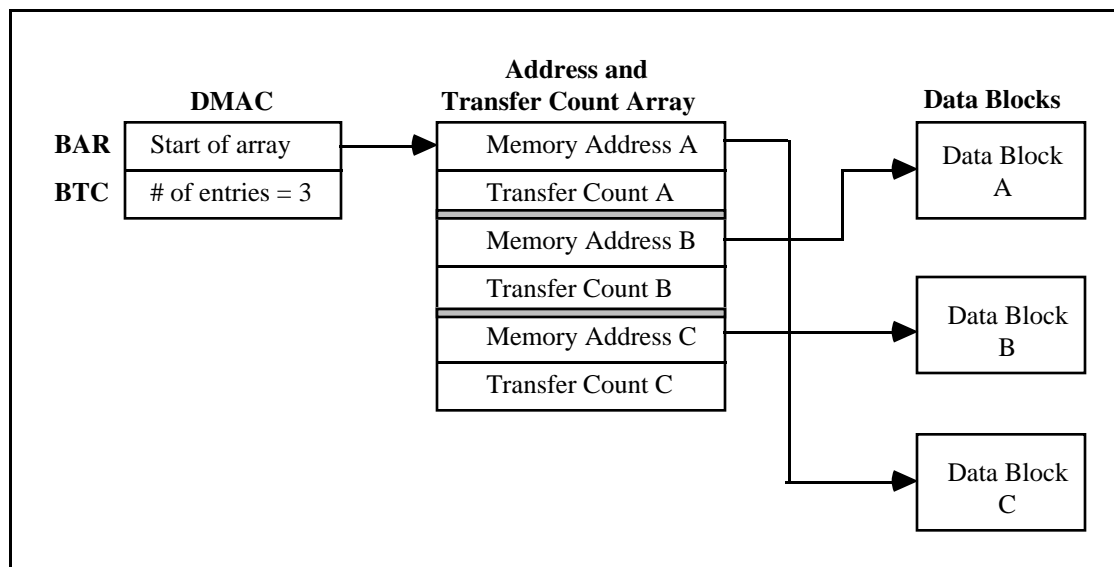 Address and
Transfer Count Array
DMAC
Data Blocks
BAR
Start of array
BTC
# of entries = 3
Memory Address A
Transfer Count A
Memory Address B
Transfer Count B
Memory Address C
Transfer Count C
Data Block
A
Data Block
B
Data Block
C